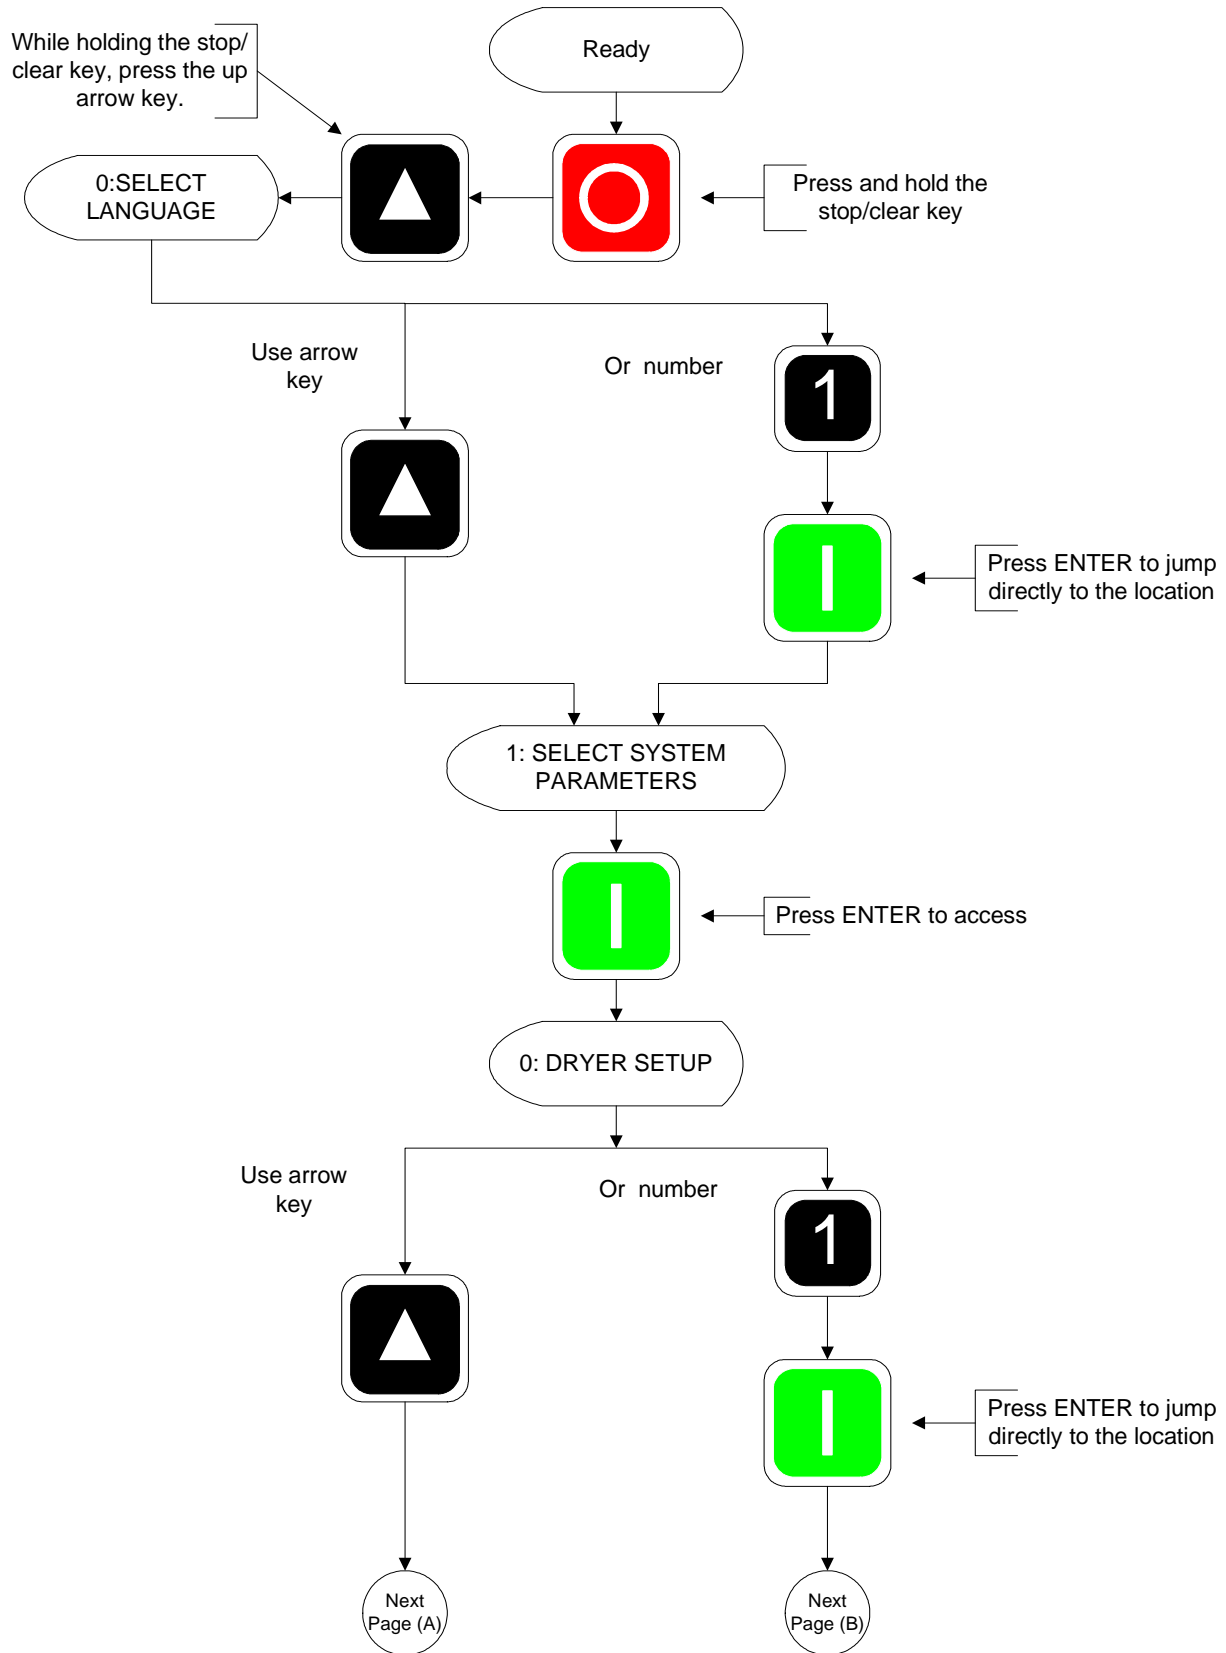 While holding the stop/
clear key, press the up
arrow key.
Ready
0:SELECT
LANGUAGE
Press and hold the
stop/clear key
Use arrow
key
Or  number
1
Press ENTER to jump
directly to the location
1: SELECT SYSTEM
PARAMETERS
Press ENTER to access
0: DRYER SETUP
Use arrow
key
Or  number
1
Press ENTER to jump
directly to the location
Next
Page (A)
Next
Page (B)